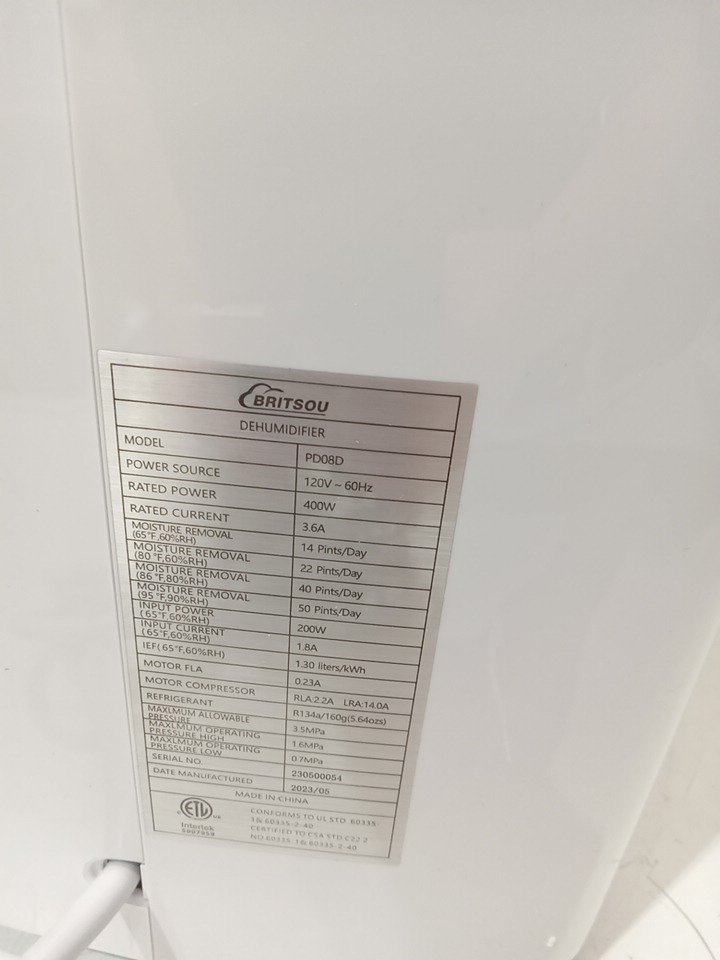 BRITSOU
DEHUMIDIFIER
MODEL PD08D
POWER SOURCE 120V ~ 60Hz
RATED POWER 400W
RATED CURRENT 3.6A
MOISTURE REMOVAL
(65°F,60%RH) 14 Pints/Day
MOISTURE REMOVAL
(80 °F,60%RH) 22 Pints/Day
MOISTURE REMOVAL
(86 °F,80%RH) 40 Pints/Day
MOISTURE REMOVAL
(95 °F,90%RH) 50 Pints/Day
INPUT POWER
(65°F,60%RH) 200W
INPUT CURRENT
(65°F,60%RH) 1.8A
IEF(65°F,60%RH) 1.30 liters/kWh
MOTOR FLA 0.23A
MOTOR COMPRESSOR RLA:2.2A LRA:14.0A
REFRIGERANT R134a/160g(5.64ozs)
MAXLMUM ALLOWABLE
PRESSURE 3.5MPa
MAXLMUM OPERATING
PRESSURE HIGH 1.6MPa
MAXLMUM OPERATING
PRESSURE LOW 0.7MPa
SERIAL NO. 230500054
DATE MANUFACTURED 2023/05
MADE IN CHINA
C ETL US
Intertek
CONFORMS TO UL STD. 60335-
1& 60335-2-40
CERTIFIED TO CSA STD.C22.2
NO.60335-1& 60335-2-40